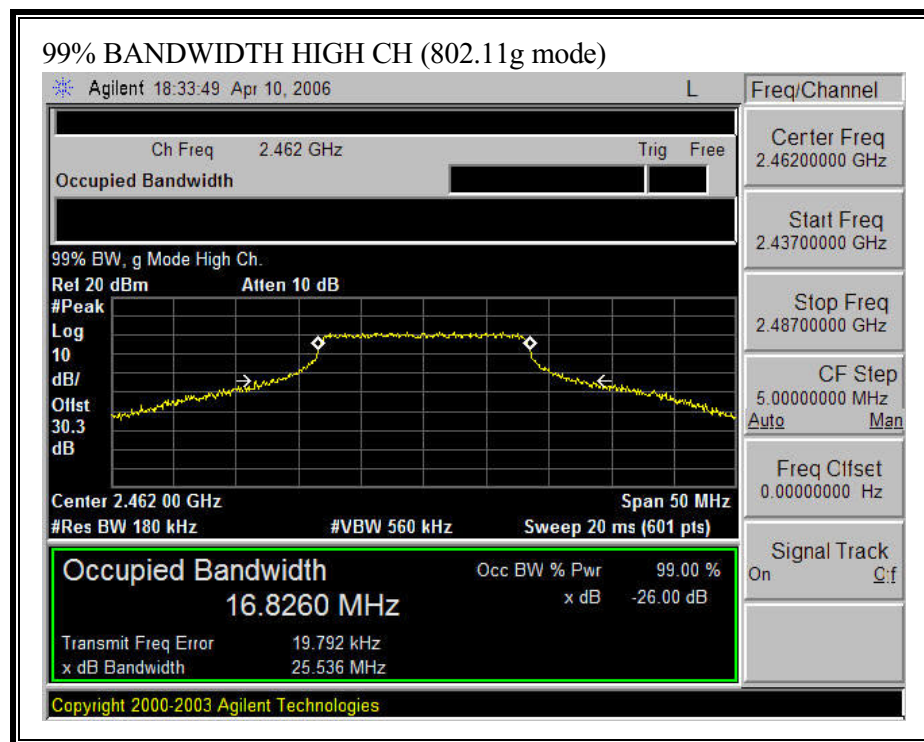 99% BANDWIDTH HIGH CH (802.11g mode)
Agilent 18:33:49 Apr 10, 2006 L
Freq/Channel
Ch Freq 2.462 GHz Trig Free
Occupied Bandwidth
99% BW, g Mode High Ch.
Ref 20 dBm Atten 10 dB
#Peak
Log
10
dB/
Offst
30.3
dB
Center 2.462 00 GHz Span 50 MHz
#Res BW 180 kHz #VBW 560 kHz Sweep 20 ms (601 pts)
Occupied Bandwidth
16.8260 MHz
Occ BW % Pwr 99.00 %
x dB -26.00 dB
Transmit Freq Error 19.792 kHz
x dB Bandwidth 25.536 MHz
Copyright 2000-2003 Agilent Technologies
Center Freq
2.46200000 GHz
Start Freq
2.43700000 GHz
Stop Freq
2.48700000 GHz
CF Step
5.00000000 MHz
Auto Man
Freq Offset
0.00000000 Hz
Signal Track
On Off